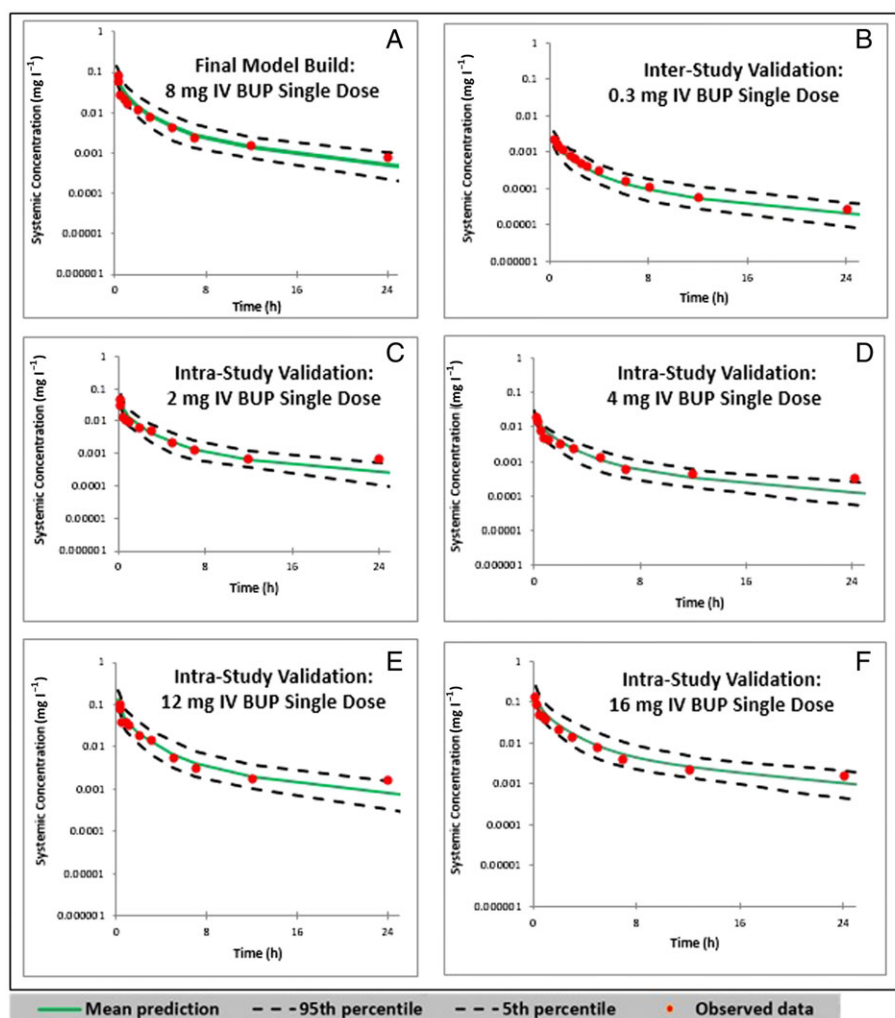 A
Final Model Build:
8 mg IV BUP Single Dose
Systemic Concentration (mg l⁻¹)
1
0.1
0.01
0.001
0.0001
0.00001
0.000001
0 8 16 24
Time (h)
B
Inter-Study Validation:
0.3 mg IV BUP Single Dose
Systemic Concentration (mg l⁻¹)
1
0.1
0.01
0.001
0.0001
0.00001
0.000001
0 8 16 24
Time (h)
C
Intra-Study Validation:
2 mg IV BUP Single Dose
Systemic Concentration (mg l⁻¹)
1
0.1
0.01
0.001
0.0001
0.00001
0.000001
0 8 16 24
Time (h)
D
Intra-Study Validation:
4 mg IV BUP Single Dose
Systemic Concentration (mg l⁻¹)
1
0.1
0.01
0.001
0.0001
0.00001
0.000001
0 8 16 24
Time (h)
E
Intra-Study Validation:
12 mg IV BUP Single Dose
Systemic Concentration (mg l⁻¹)
1
0.1
0.01
0.001
0.0001
0.00001
0.000001
0 8 16 24
Time (h)
F
Intra-Study Validation:
16 mg IV BUP Single Dose
Systemic Concentration (mg l⁻¹)
1
0.1
0.01
0.001
0.0001
0.00001
0.000001
0 8 16 24
Time (h)
Mean prediction 95th percentile 5th percentile Observed data